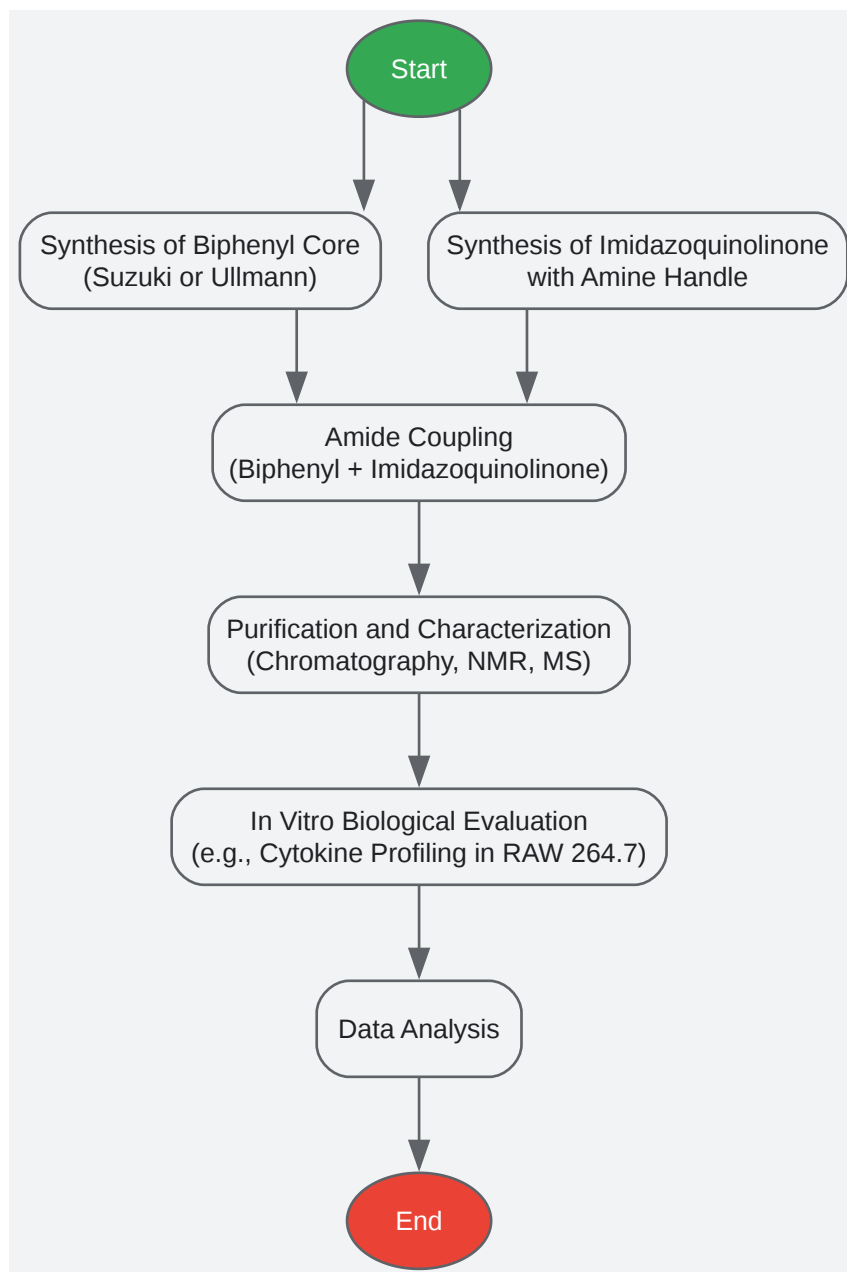 Start
Synthesis of Biphenyl Core
(Suzuki or Ullmann)
Synthesis of Imidazoquinolinone
with Amine Handle
Amide Coupling
(Biphenyl + Imidazoquinolinone)
Purification and Characterization
(Chromatography, NMR, MS)
In Vitro Biological Evaluation
(e.g., Cytokine Profiling in RAW 264.7)
Data Analysis
End